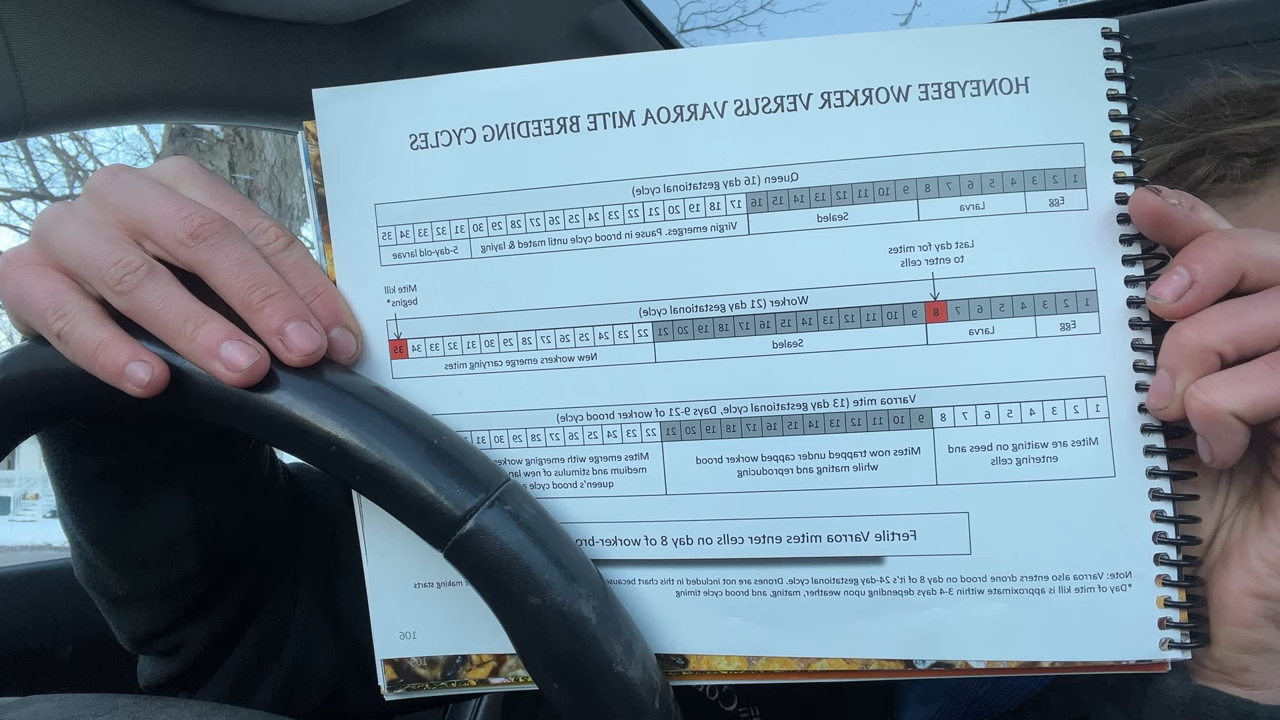 HONEYBEE WORKER VERSUS VARROA MITE BREEDING CYCLES
Queen (16 day gestational cycle)
1 2 3 4 5 6 7 8 9 10 11 12 13 14 15 16 17 18 19 20 21 22 23 24 25 26 27 28 29 30 31 32 33 34 35
Egg Larva Sealed Virgin emerges. Pause in brood cycle until mated & laying 5-day-old larvae
Last day for mites
to enter cells
Mite kill
begins*
Worker (21 day gestational cycle)
1 2 3 4 5 6 7 8 9 10 11 12 13 14 15 16 17 18 19 20 21 22 23 24 25 26 27 28 29 30 31 32 33 34 35
Egg Larva Sealed New workers emerge carrying mites
Varroa mite (13 day gestational cycle, Days 9-21 of worker brood cycle)
1 2 3 4 5 6 7 8 9 10 11 12 13 14 15 16 17 18 19 20 21 22 23 24 25 26 27 28 29 30 31
Mites are waiting on bees and
entering cells
Mites now trapped under capped worker brood
while mating and reproducing
Mites emerge with emerging
medium and stimulus of new
queen's brood cycle
Fertile Varroa mites enter cells on day 8 of
Note: Varroa also enters drone brood on day 8 of it's 24-day gestational cycle. Drones are not included in this chart making starts
*Day of mite kill is approximate within 3-4 days depending upon weather, mating, and brood cycle timing
106